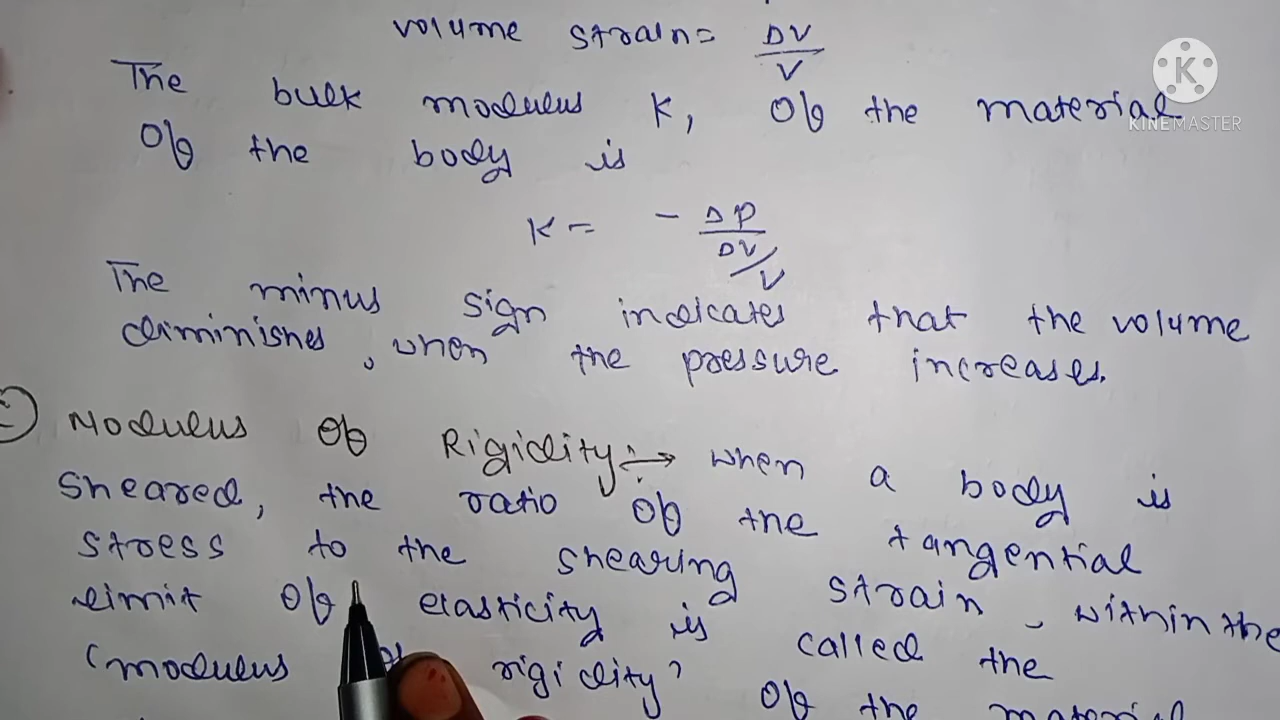 volume strain = ΔV/V
The bulk modulus K, of the material
of the body is
K = - ΔP/ΔV/V
The minus sign indicates that the volume
diminishes, when the pressure increases.
Modulus of Rigidity:→ when a body is
sheared, the ratio of the tangential
stress to the shearing strain, within the
limit of elasticity is called the
'modulus of rigidity' of the material
K
KINEMASTER